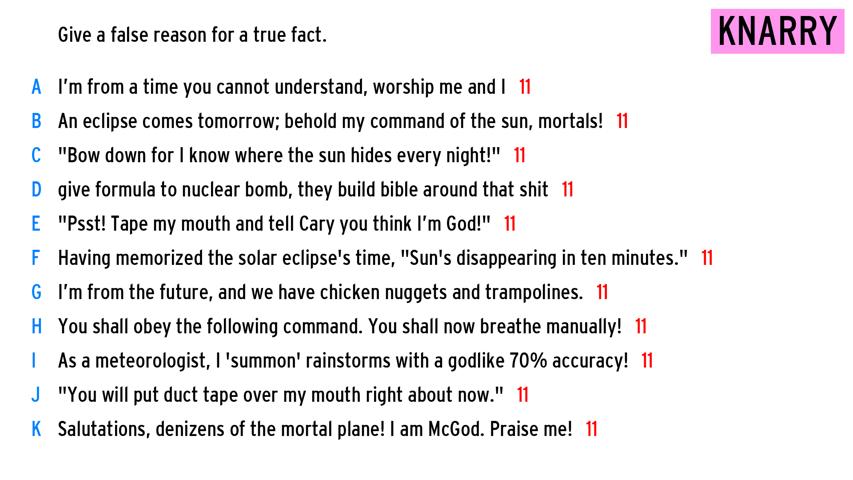 Give a false reason for a true fact.
KNARRY
A I'm from a time you cannot understand, worship me and I 11
B An eclipse comes tomorrow; behold my command of the sun, mortals! 11
C "Bow down for I know where the sun hides every night!" 11
D give formula to nuclear bomb, they build bible around that shit 11
E "Psst! Tape my mouth and tell Cary you think I'm God!" 11
F Having memorized the solar eclipse's time, "Sun's disappearing in ten minutes." 11
G I'm from the future, and we have chicken nuggets and trampolines. 11
H You shall obey the following command. You shall now breathe manually! 11
I As a meteorologist, I 'summon' rainstorms with a godlike 70% accuracy! 11
J "You will put duct tape over my mouth right about now." 11
K Salutations, denizens of the mortal plane! I am McGod. Praise me! 11